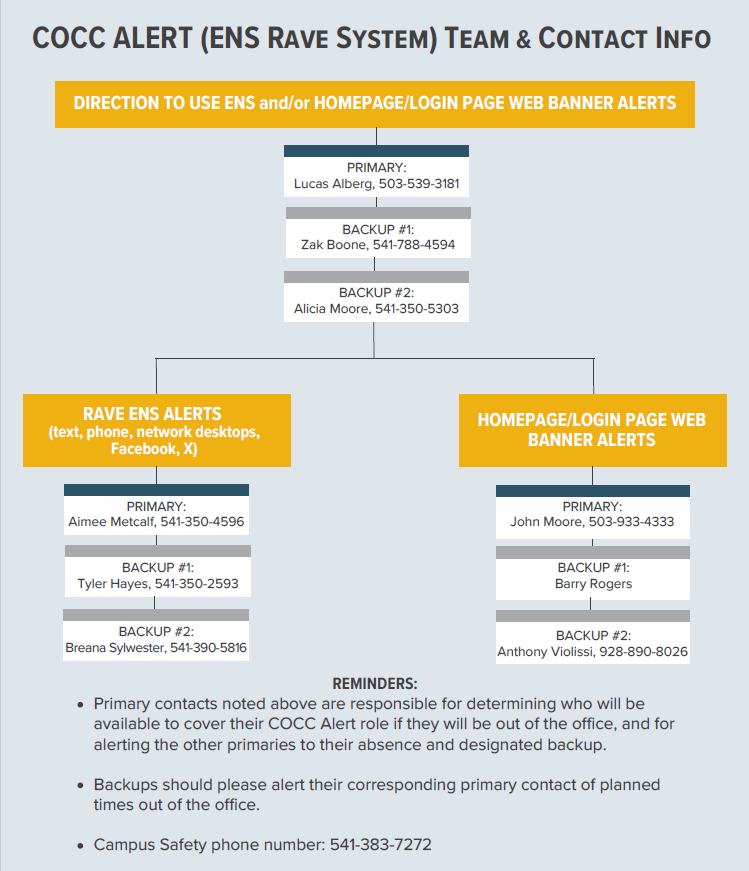 COCC ALERT (ENS RAVE SYSTEM) TEAM & CONTACT INFO
DIRECTION TO USE ENS and/or HOMEPAGE/LOGIN PAGE WEB BANNER ALERTS
PRIMARY:
Lucas Alberg, 503-539-3181
BACKUP #1:
Zak Boone, 541-788-4594
BACKUP #2:
Alicia Moore, 541-350-5303
RAVE ENS ALERTS
(text, phone, network desktops,
Facebook, X)
PRIMARY:
Aimee Metcalf, 541-350-4596
BACKUP #1:
Tyler Hayes, 541-350-2593
BACKUP #2:
Breana Sylwester, 541-390-5816
HOMEPAGE/LOGIN PAGE WEB
BANNER ALERTS
PRIMARY:
John Moore, 503-933-4333
BACKUP #1:
Barry Rogers
BACKUP #2:
Anthony Violissi, 928-890-8026
REMINDERS:
• Primary contacts noted above are responsible for determining who will be
available to cover their COCC Alert role if they will be out of the office, and for
alerting the other primaries to their absence and designated backup.
• Backups should please alert their corresponding primary contact of planned
times out of the office.
• Campus Safety phone number: 541-383-7272